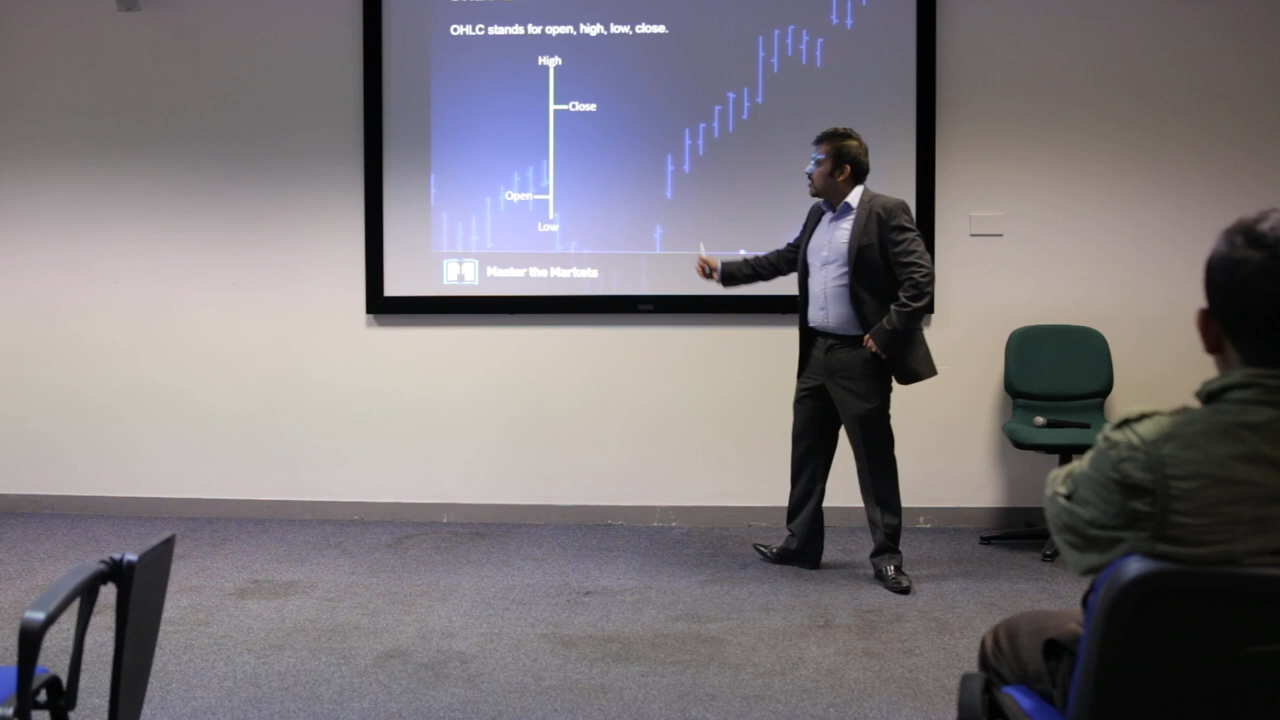 OHLC stands for open, high, low, close.
High
Close
Open
Low
Master the Markets